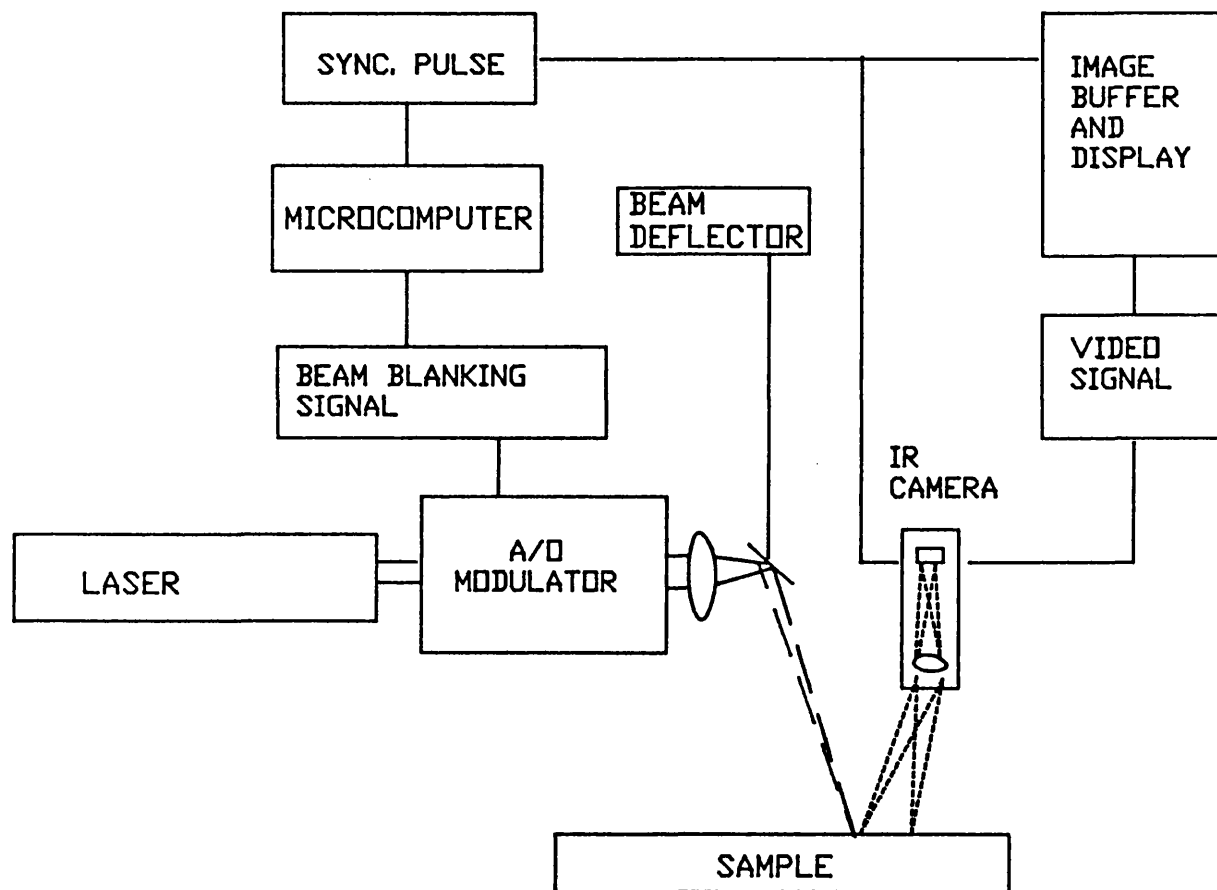 SYNC. PULSE
IMAGE
BUFFER
AND
DISPLAY
MICROCOMPUTER
BEAM
DEFLECTOR
BEAM BLANKING
SIGNAL
VIDEO
SIGNAL
IR
CAMERA
LASER
A/O
MODULATOR
SAMPLE